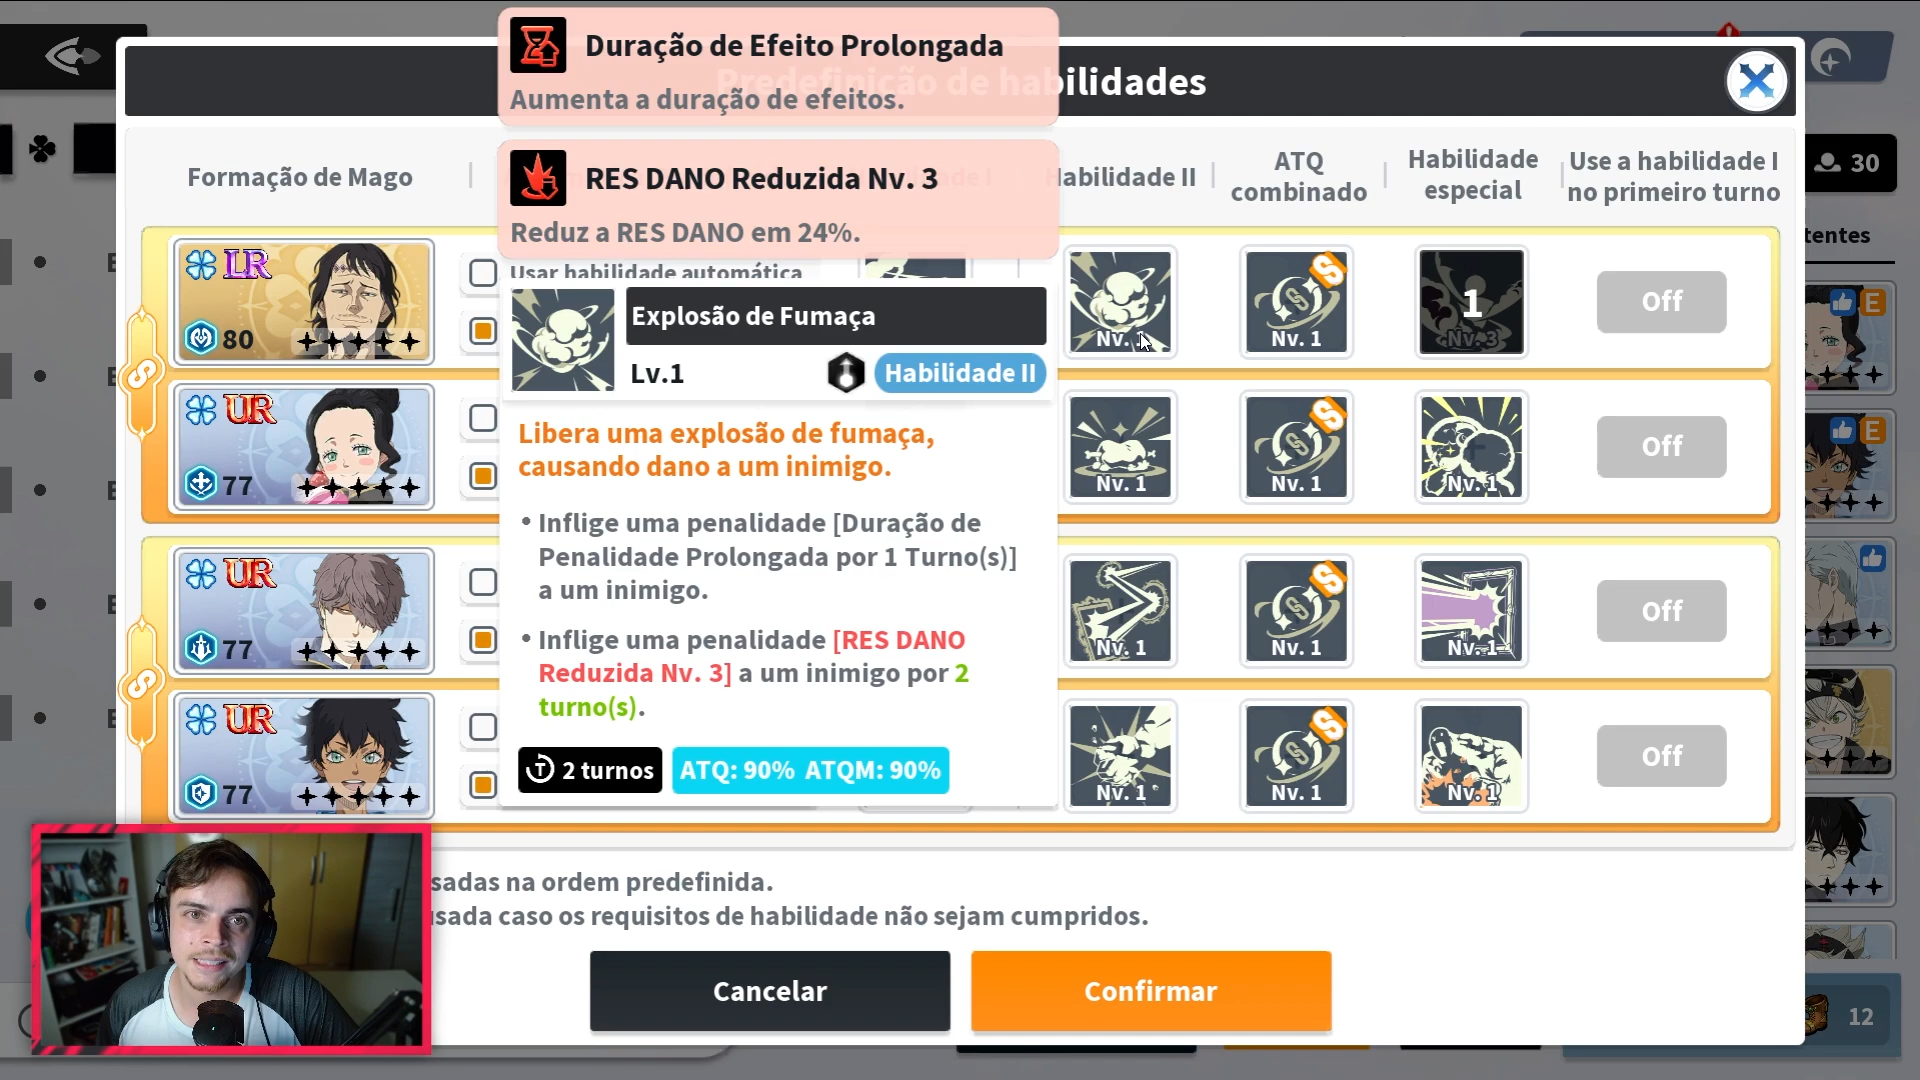 Duração de Efeito Prolongada
Aumenta a duração de efeitos.
Predefinição de habilidades
RES DANO Reduzida Nv. 3
Reduz a RES DANO em 24%.
Formação de Mago
Habilidade II
ATQ
combinado
Habilidade
especial
Use a habilidade I
no primeiro turno
30
tentes
LR
80
Usar habilidade automática
Explosão de Fumaça
Lv.1
Habilidade II
Libera uma explosão de fumaça,
causando dano a um inimigo.
• Inflige uma penalidade [Duração de
Penalidade Prolongada por 1 Turno(s)]
a um inimigo.
• Inflige uma penalidade [RES DANO
Reduzida Nv. 3] a um inimigo por 2
turno(s).
2 turnos
ATQ: 90% ATQM: 90%
Nv. 1
S
Nv. 1
1
Nv. 3
Off
UR
77
Nv. 1
S
Nv. 1
Nv. 1
Off
UR
77
Nv. 1
S
Nv. 1
Nv. 1
Off
UR
77
Nv. 1
S
Nv. 1
Nv. 1
Off
S
S
E
E
sadas na ordem predefinida.
usada caso os requisitos de habilidade não sejam cumpridos.
Cancelar
Confirmar
12